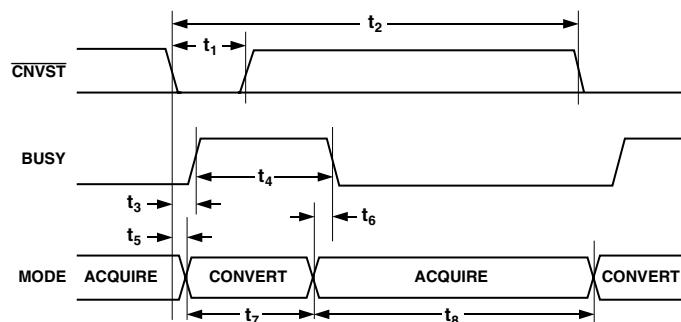 t2
t1
CNVST
BUSY
t4
t3
t6
t5
MODE ACQUIRE CONVERT ACQUIRE CONVERT
t7 t8